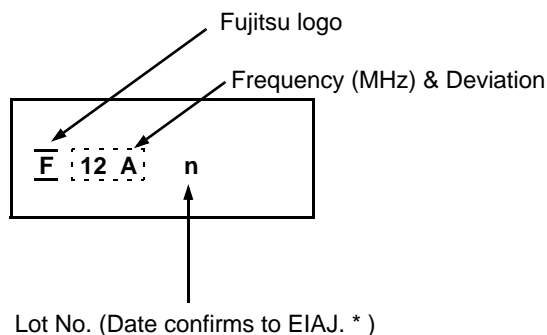 Fujitsu logo
Frequency (MHz) & Deviation
F 12 A n
Lot No. (Date confirms to EIAJ. * )